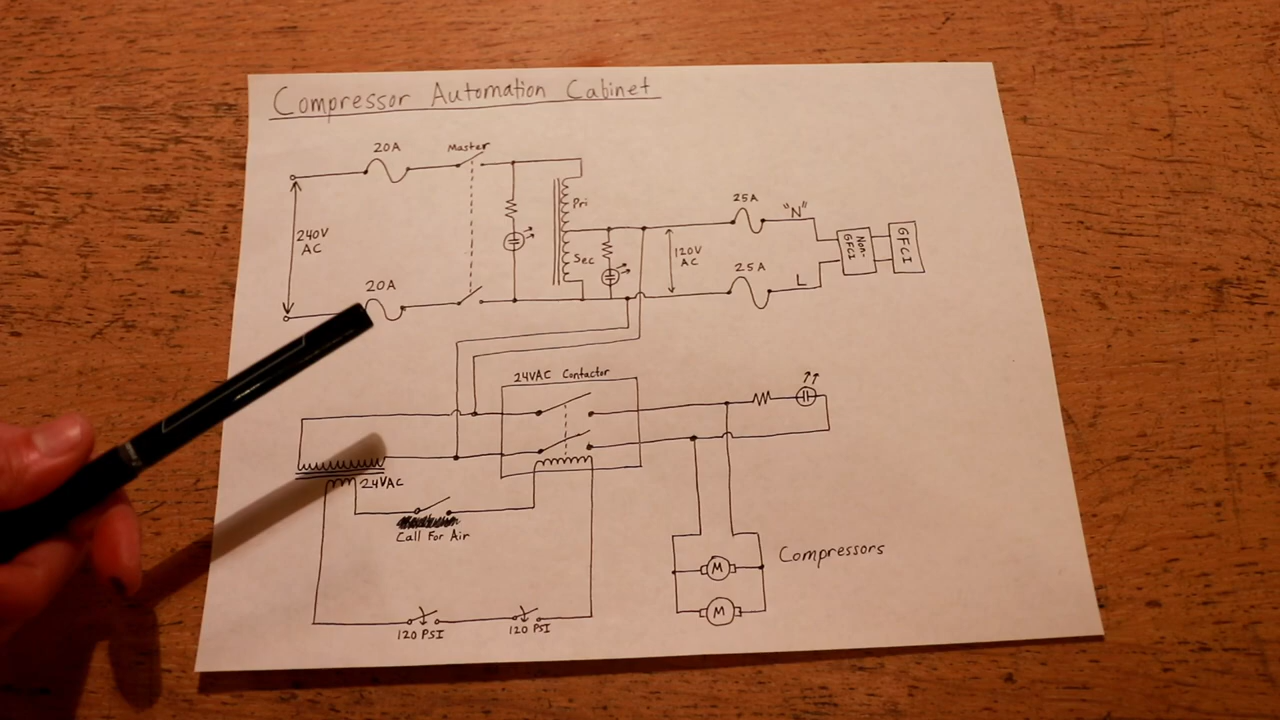 Compressor Automation Cabinet
20A
Master
240V
AC
20A
Pri
Sec
120V
AC
25A
"N"
25A
L
Non-
GFCI
GFCI
24VAC Contactor
24VAC
Call For Air
120 PSI
120 PSI
M
M
Compressors